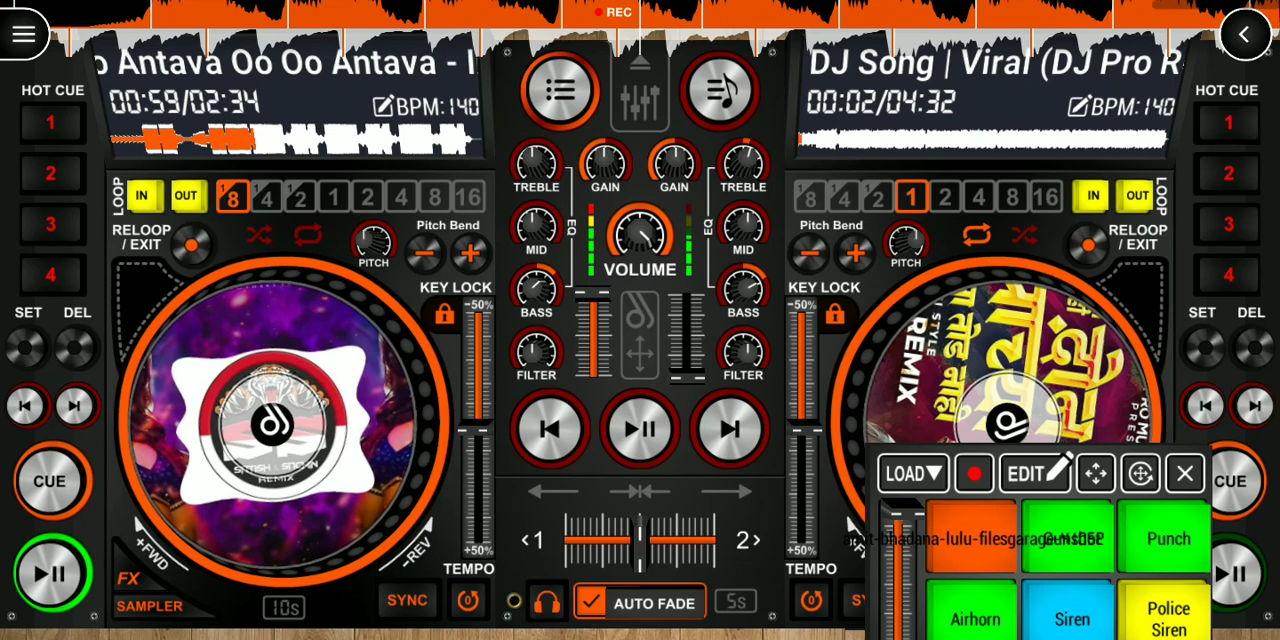 REC
o Antava Oo Oo Antava - I
00:59/02:34
BPM:140
DJ Song | Viral (DJ Pro R
00:02/04:32
BPM:140
HOT CUE
1
2
3
4
SET DEL
CUE
LOOP
IN OUT
1/8 1/4 1/2 1 2 4 8 16
RELOOP
/ EXIT
PITCH
Pitch Bend
KEY LOCK
-50%
+50%
TEMPO
SYNC
+FWD
-REV
FX
SAMPLER
10s
SATISH & SACHIN
REMIX
TREBLE
GAIN
GAIN
TREBLE
EQ
MID
BASS
FILTER
VOLUME
EQ
MID
BASS
FILTER
<1
2>
AUTO FADE
5s
1/8 1/4 1/2 1 2 4 8 16
IN OUT
LOOP
Pitch Bend
PITCH
RELOOP
/ EXIT
KEY LOCK
-50%
+50%
TEMPO
SY
STYLE
REMIX
HOT CUE
1
2
3
4
SET DEL
CUE
LOAD▼
EDIT
Punch
Airhorn
Siren
Police
Siren